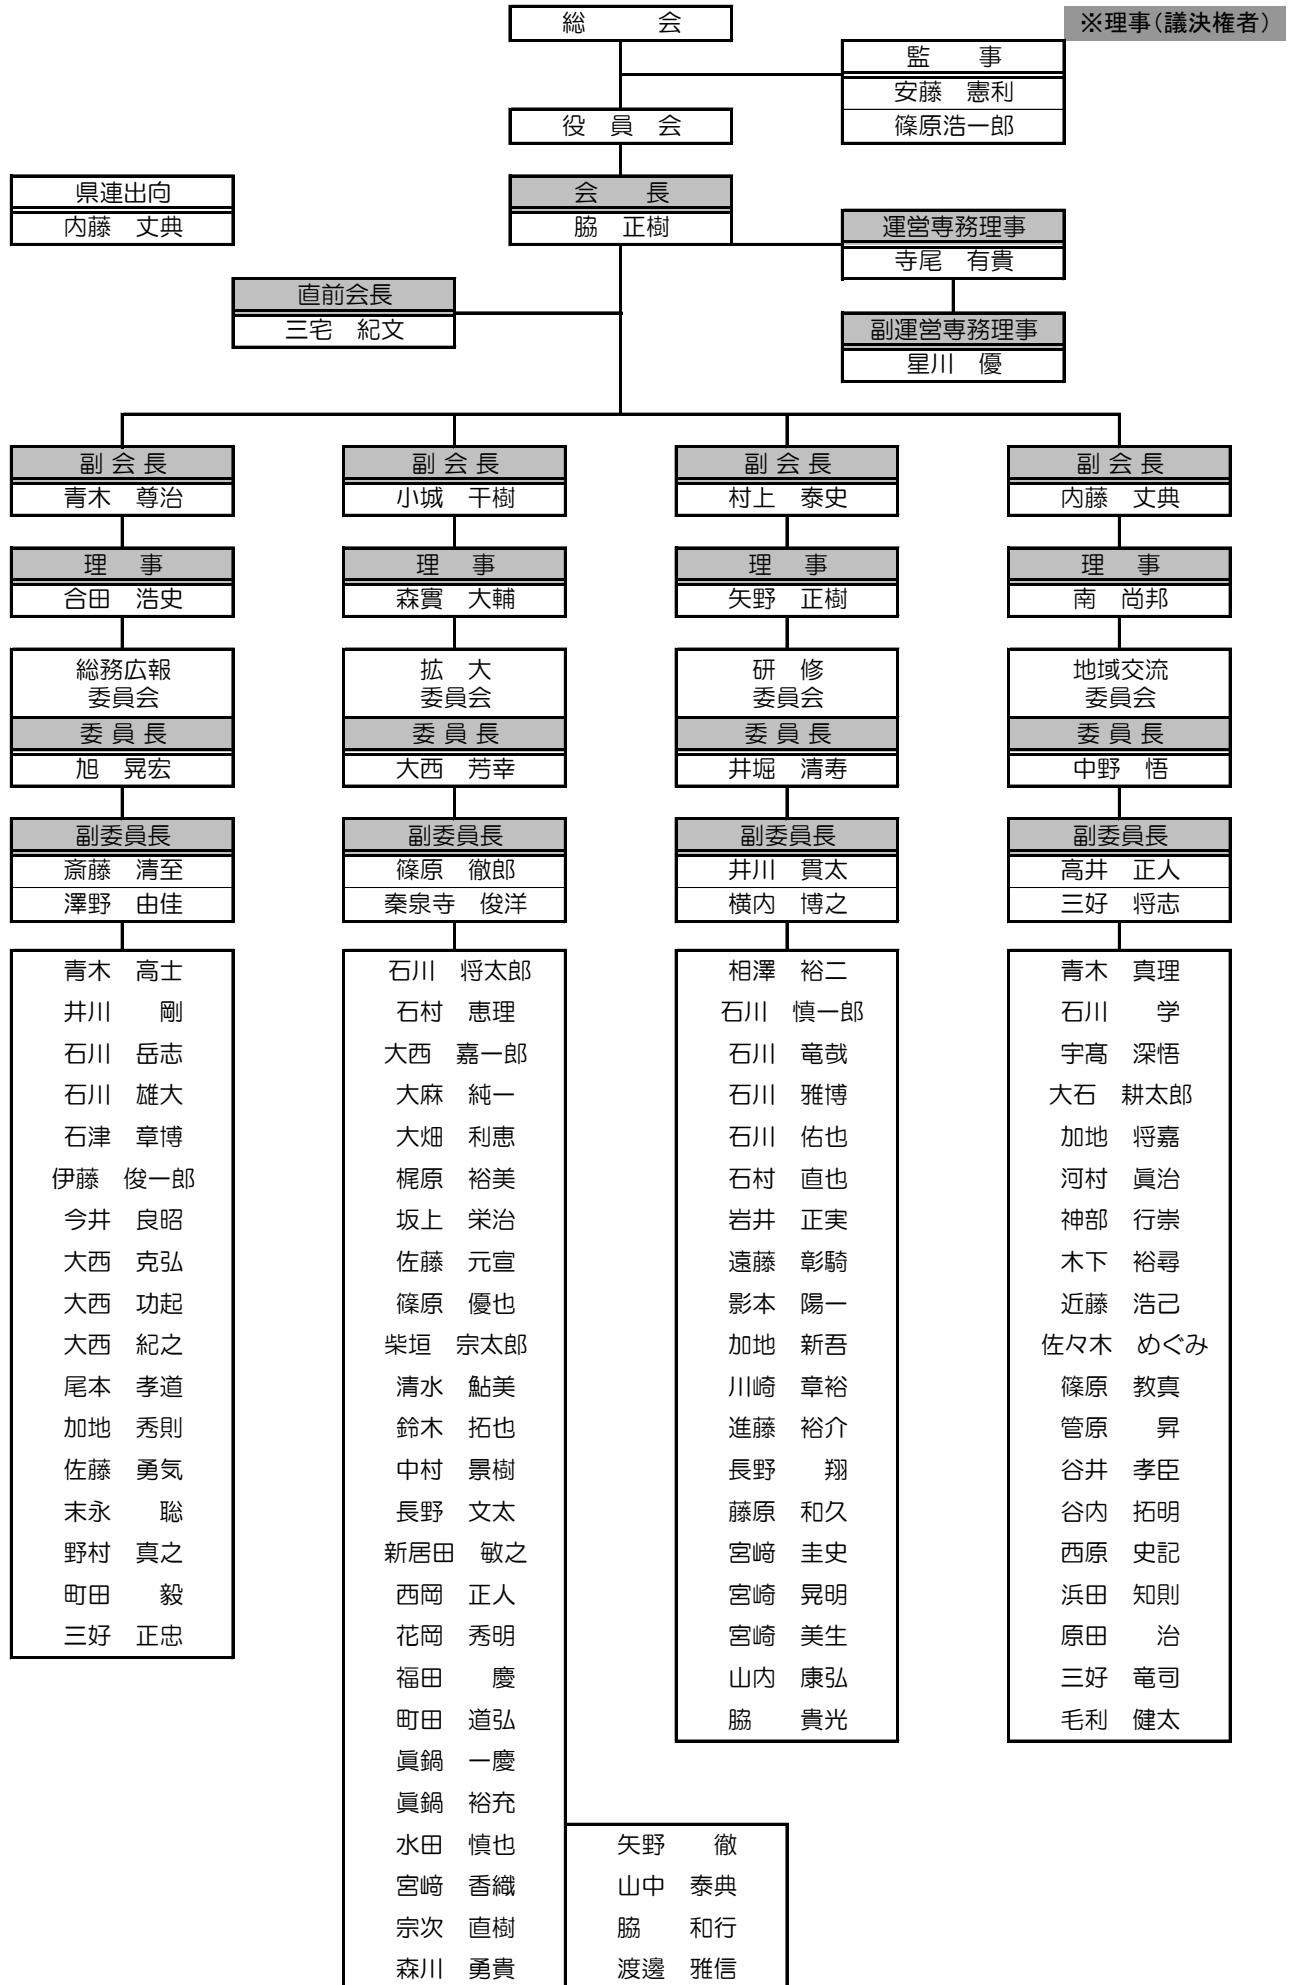 総　会
※理事（議決権者）
監　事
安藤　憲利
篠原浩一郎
役 員 会
県連出向
内藤　丈典
会　長
脇　正樹
運営専務理事
寺尾　有貴
直前会長
三宅　紀文
副運営専務理事
星川　優
副 会 長
青木　尊治
理　事
合田　浩史
総務広報
委員会
委 員 長
旭　晃宏
副委員長
斎藤　清至
澤野　由佳
青木　高士
井川　剛
石川　岳志
石川　雄大
石津　章博
伊藤　俊一郎
今井　良昭
大西　克弘
大西　功起
大西　紀之
尾本　孝道
加地　秀則
佐藤　勇気
末永　聡
野村　真之
町田　毅
三好　正忠
副 会 長
小城　干樹
理　事
森實　大輔
拡　大
委員会
委 員 長
大西　芳幸
副委員長
篠原　徹郎
秦泉寺　俊洋
石川　将太郎
石村　恵理
大西　嘉一郎
大麻　純一
大畑　利恵
梶原　裕美
坂上　栄治
佐藤　元宣
篠原　優也
柴垣　宗太郎
清水　鮎美
鈴木　拓也
中村　景樹
長野　文太
新居田　敏之
西岡　正人
花岡　秀明
福田　慶
町田　道弘
眞鍋　一慶
眞鍋　裕充
水田　慎也
宮﨑　香織
宗次　直樹
森川　勇貴
矢野　徹
山中　泰典
脇　和行
渡邊　雅信
副 会 長
村上　泰史
理　事
矢野　正樹
研　修
委員会
委 員 長
井堀　清寿
副委員長
井川　貫太
横内　博之
相澤　裕二
石川　慎一郎
石川　竜哉
石川　雅博
石川　佑也
石村　直也
岩井　正実
遠藤　彰騎
影本　陽一
加地　新吾
川崎　章裕
進藤　裕介
長野　翔
藤原　和久
宮﨑　圭史
宮崎　晃明
宮崎　美生
山内　康弘
脇　貴光
副 会 長
内藤　丈典
理　事
南　尚邦
地域交流
委員会
委 員 長
中野　悟
副委員長
高井　正人
三好　将志
青木　真理
石川　学
宇髙　深悟
大石　耕太郎
加地　将嘉
河村　眞治
神部　行崇
木下　裕尋
近藤　浩己
佐々木　めぐみ
篠原　教真
管原　昇
谷井　孝臣
谷内　拓明
西原　史記
浜田　知則
原田　治
三好　竜司
毛利　健太